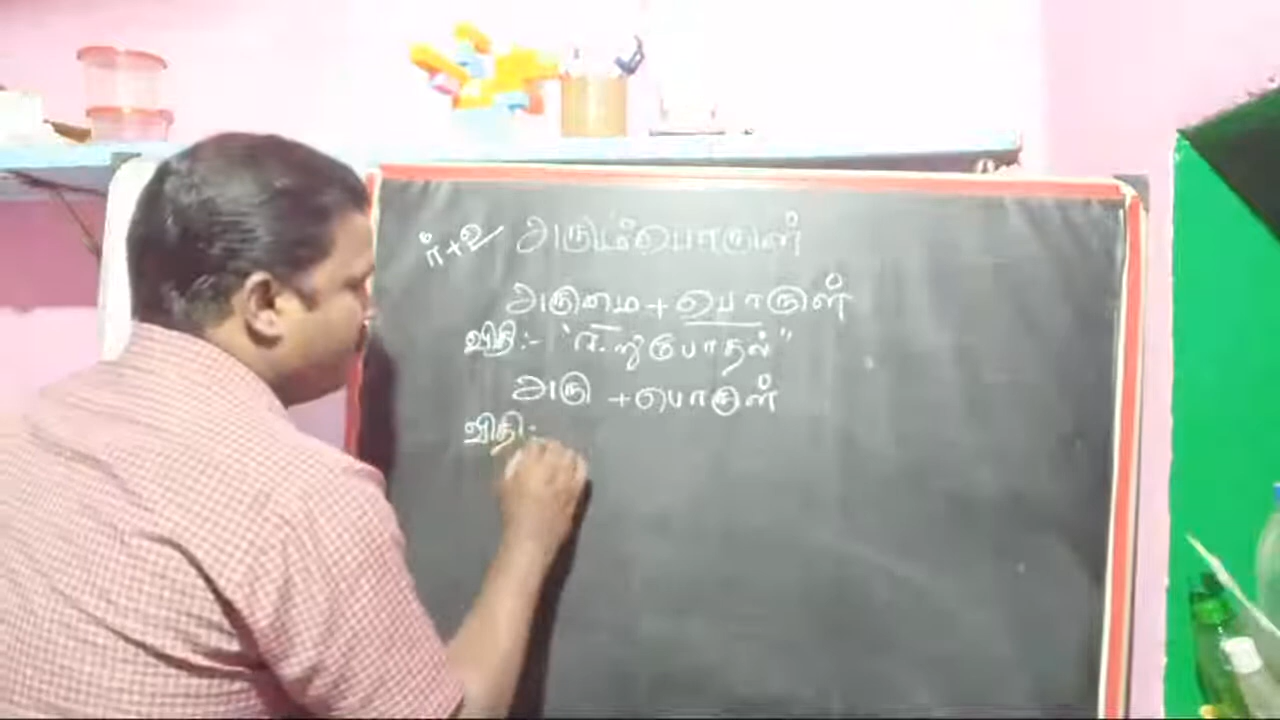 ர்+உ அரும்பொருள்
அருமை + பொருள்
விதி:- "ஈறுபோதல்"
அரு + பொருள்
விதி:-